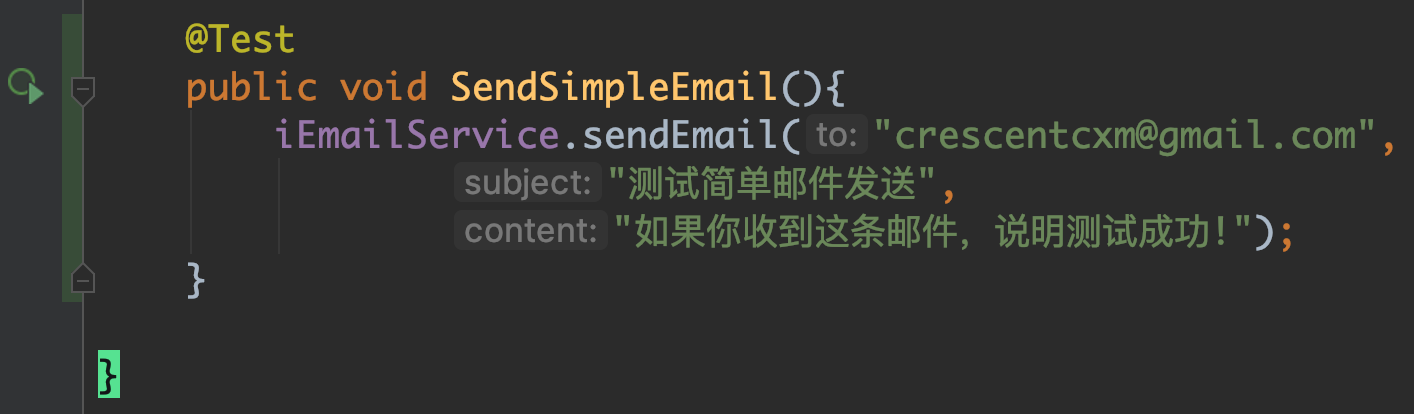 @Test
public void SendSimpleEmail(){
iEmailService.sendEmail( to: "crescentcxm@gmail.com",
subject: "测试简单邮件发送",
content: "如果你收到这条邮件，说明测试成功!");
}
}